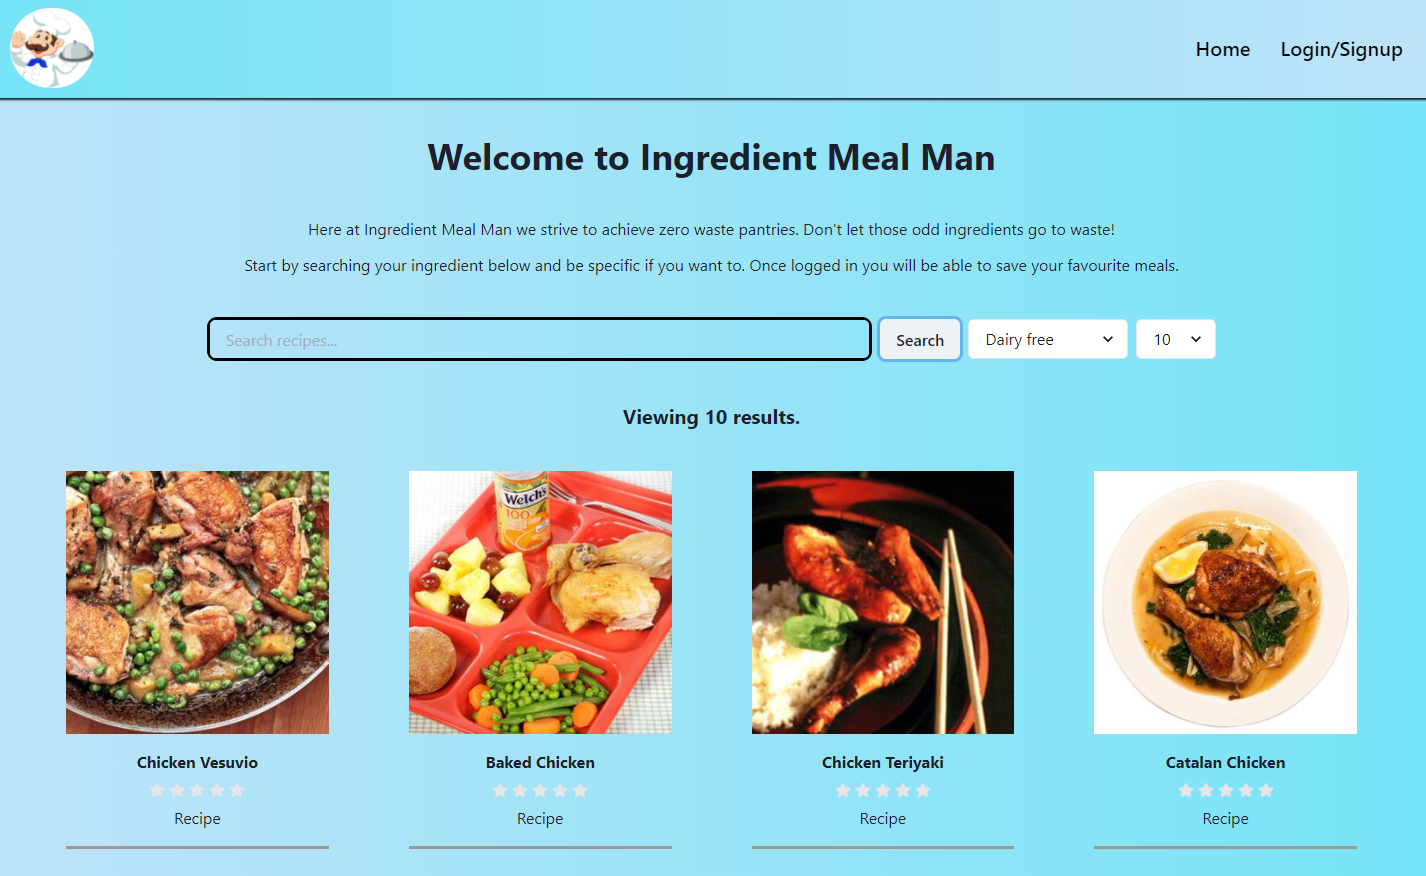 Home Login/Signup
Welcome to Ingredient Meal Man
Here at Ingredient Meal Man we strive to achieve zero waste pantries. Don't let those odd ingredients go to waste!
Start by searching your ingredient below and be specific if you want to. Once logged in you will be able to save your favourite meals.
Search recipes... Search Dairy free 10
Viewing 10 results.
Welch's
100
Chicken Vesuvio Baked Chicken Chicken Teriyaki Catalan Chicken
Recipe Recipe Recipe Recipe